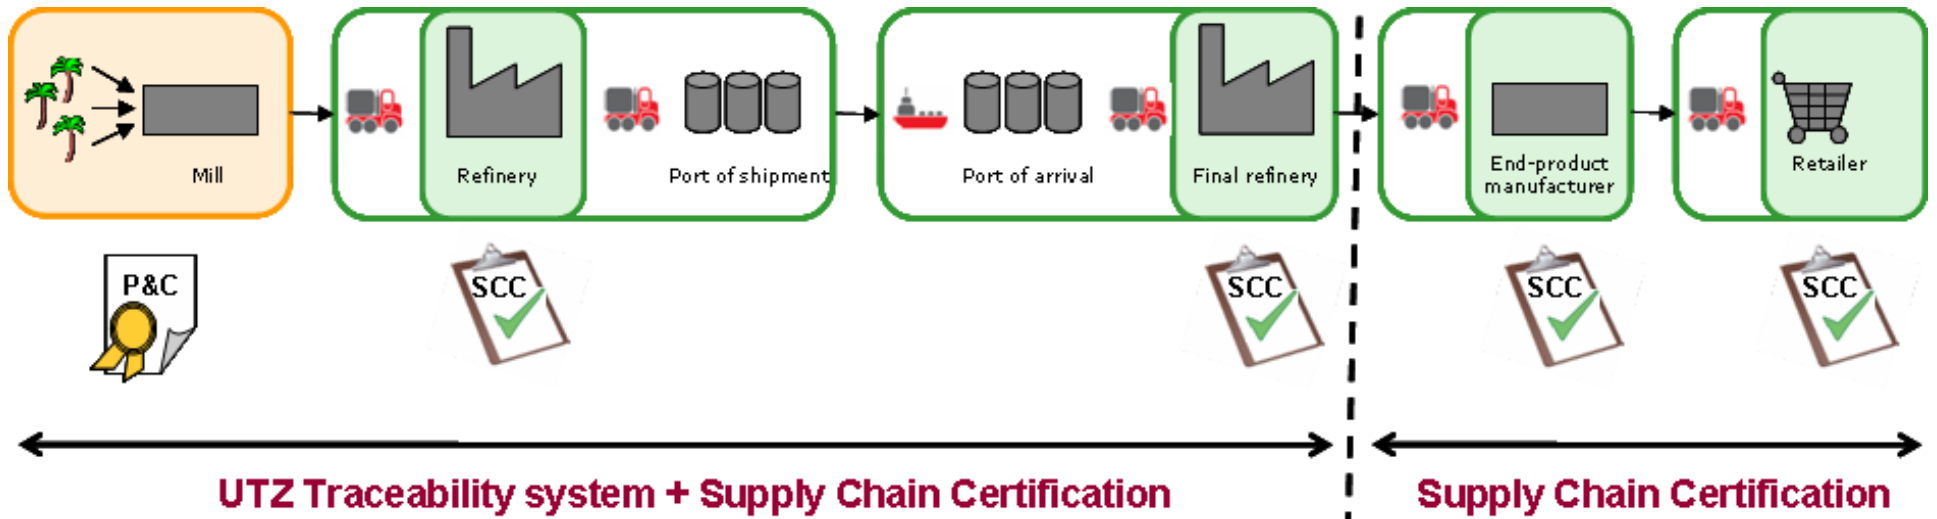 Mill
Refinery
Port of shipment
Port of arrival
Final refinery
End-product
manufacturer
Retailer
P&C
SCC
SCC
SCC
SCC
UTZ Traceability system + Supply Chain Certification
Supply Chain Certification